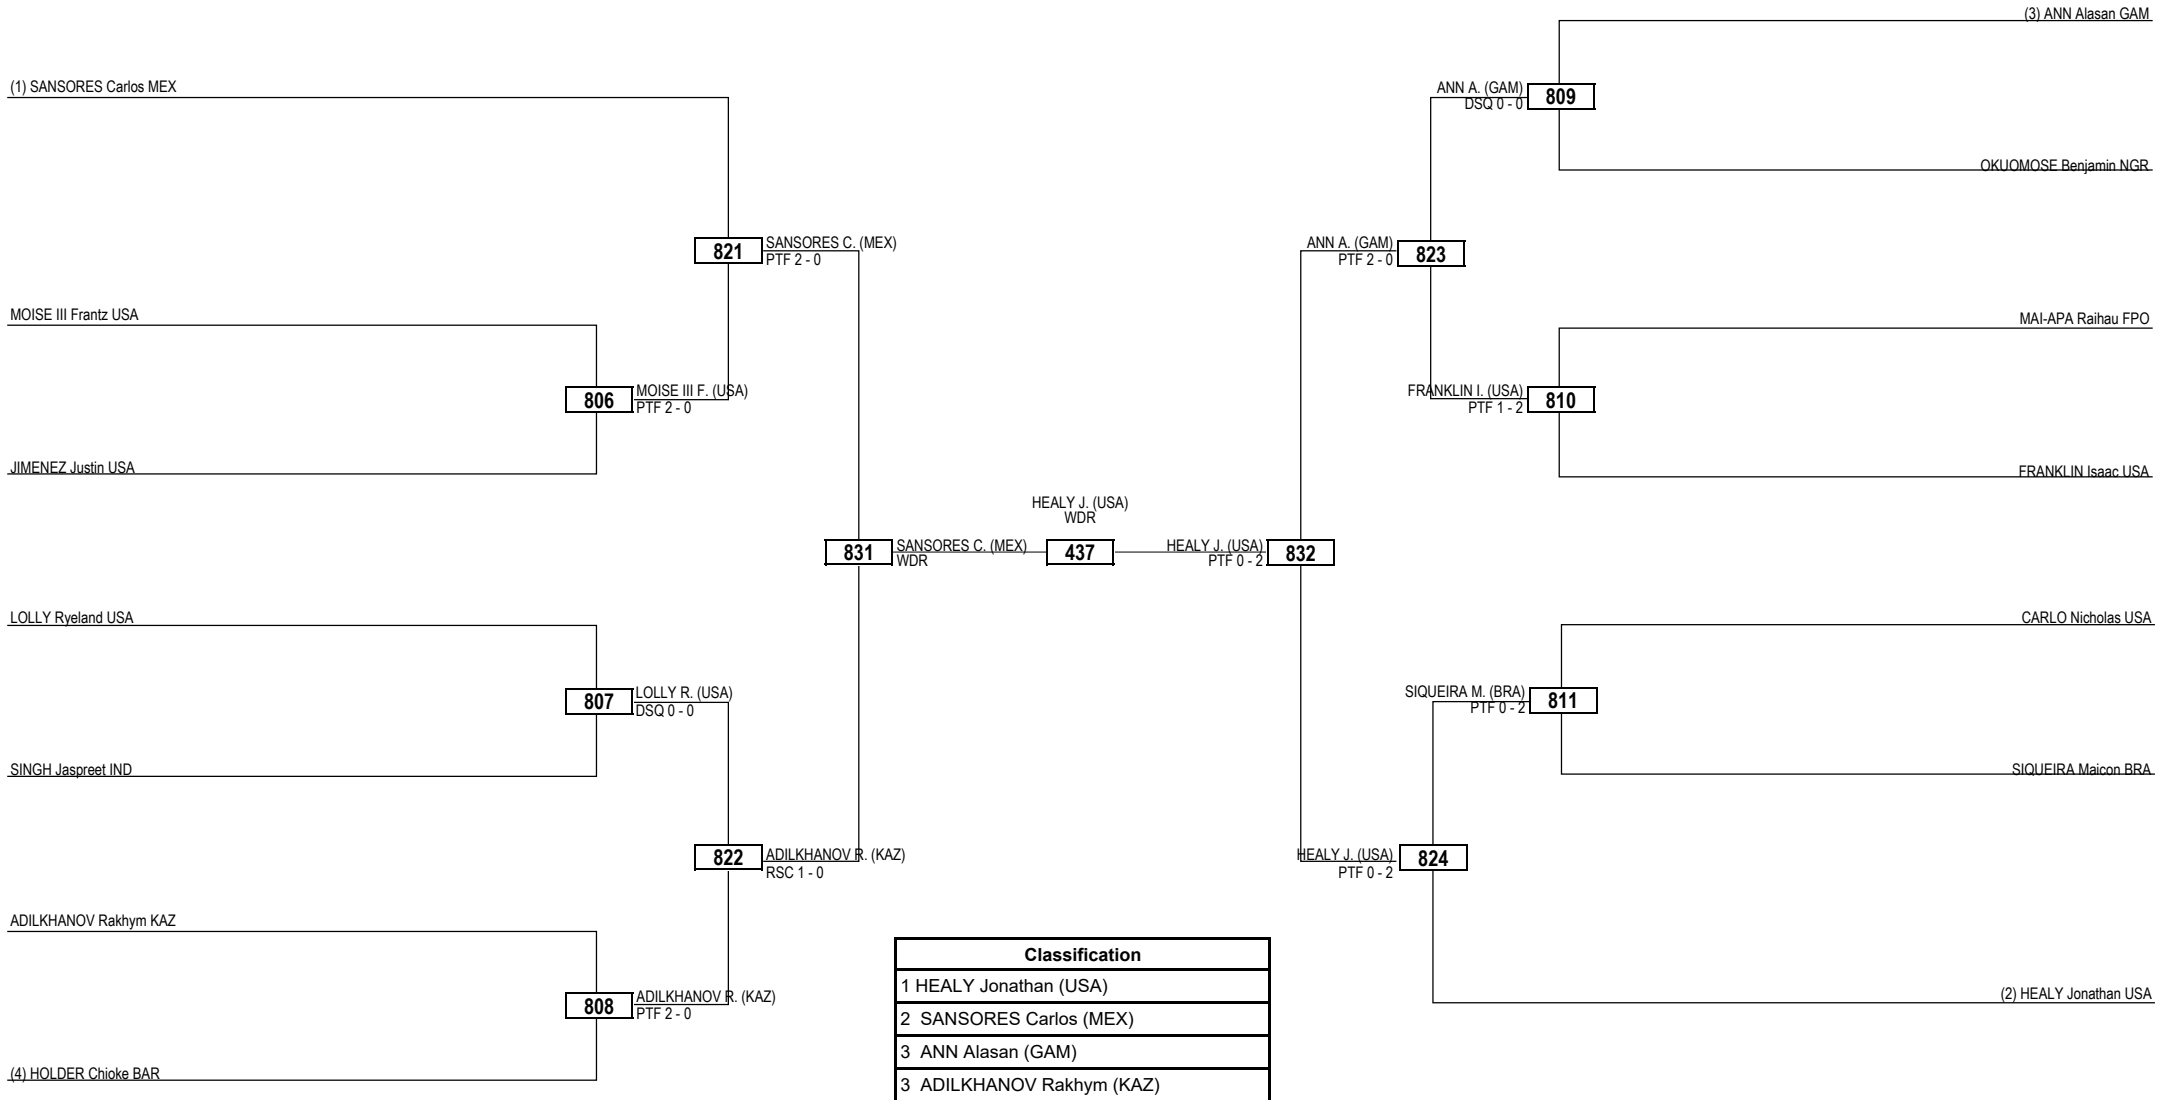 (1) SANSORES Carlos MEX
MOISE III Frantz USA
JIMENEZ Justin USA
LOLLY Ryeland USA
SINGH Jaspreet IND
ADILKHANOV Rakhym KAZ
(4) HOLDER Chioke BAR
806
MOISE III F. (USA)
PTF 2 - 0
807
LOLLY R. (USA)
DSQ 0 - 0
808
ADILKHANOV R. (KAZ)
PTF 2 - 0
821
SANSORES C. (MEX)
PTF 2 - 0
822
ADILKHANOV R. (KAZ)
RSC 1 - 0
831
SANSORES C. (MEX)
WDR
HEALY J. (USA)
WDR
437
HEALY J. (USA)
PTF 0 - 2
832
ANN A. (GAM)
PTF 2 - 0
823
HEALY J. (USA)
PTF 0 - 2
824
ANN A. (GAM)
DSQ 0 - 0
809
FRANKLIN I. (USA)
PTF 1 - 2
810
SIQUEIRA M. (BRA)
PTF 0 - 2
811
(3) ANN Alasan GAM
OKUOMOSE Benjamin NGR
MAI-APA Raihau FPO
FRANKLIN Isaac USA
CARLO Nicholas USA
SIQUEIRA Maicon BRA
(2) HEALY Jonathan USA
Classification
1 HEALY Jonathan (USA)
2 SANSORES Carlos (MEX)
3 ANN Alasan (GAM)
3 ADILKHANOV Rakhym (KAZ)